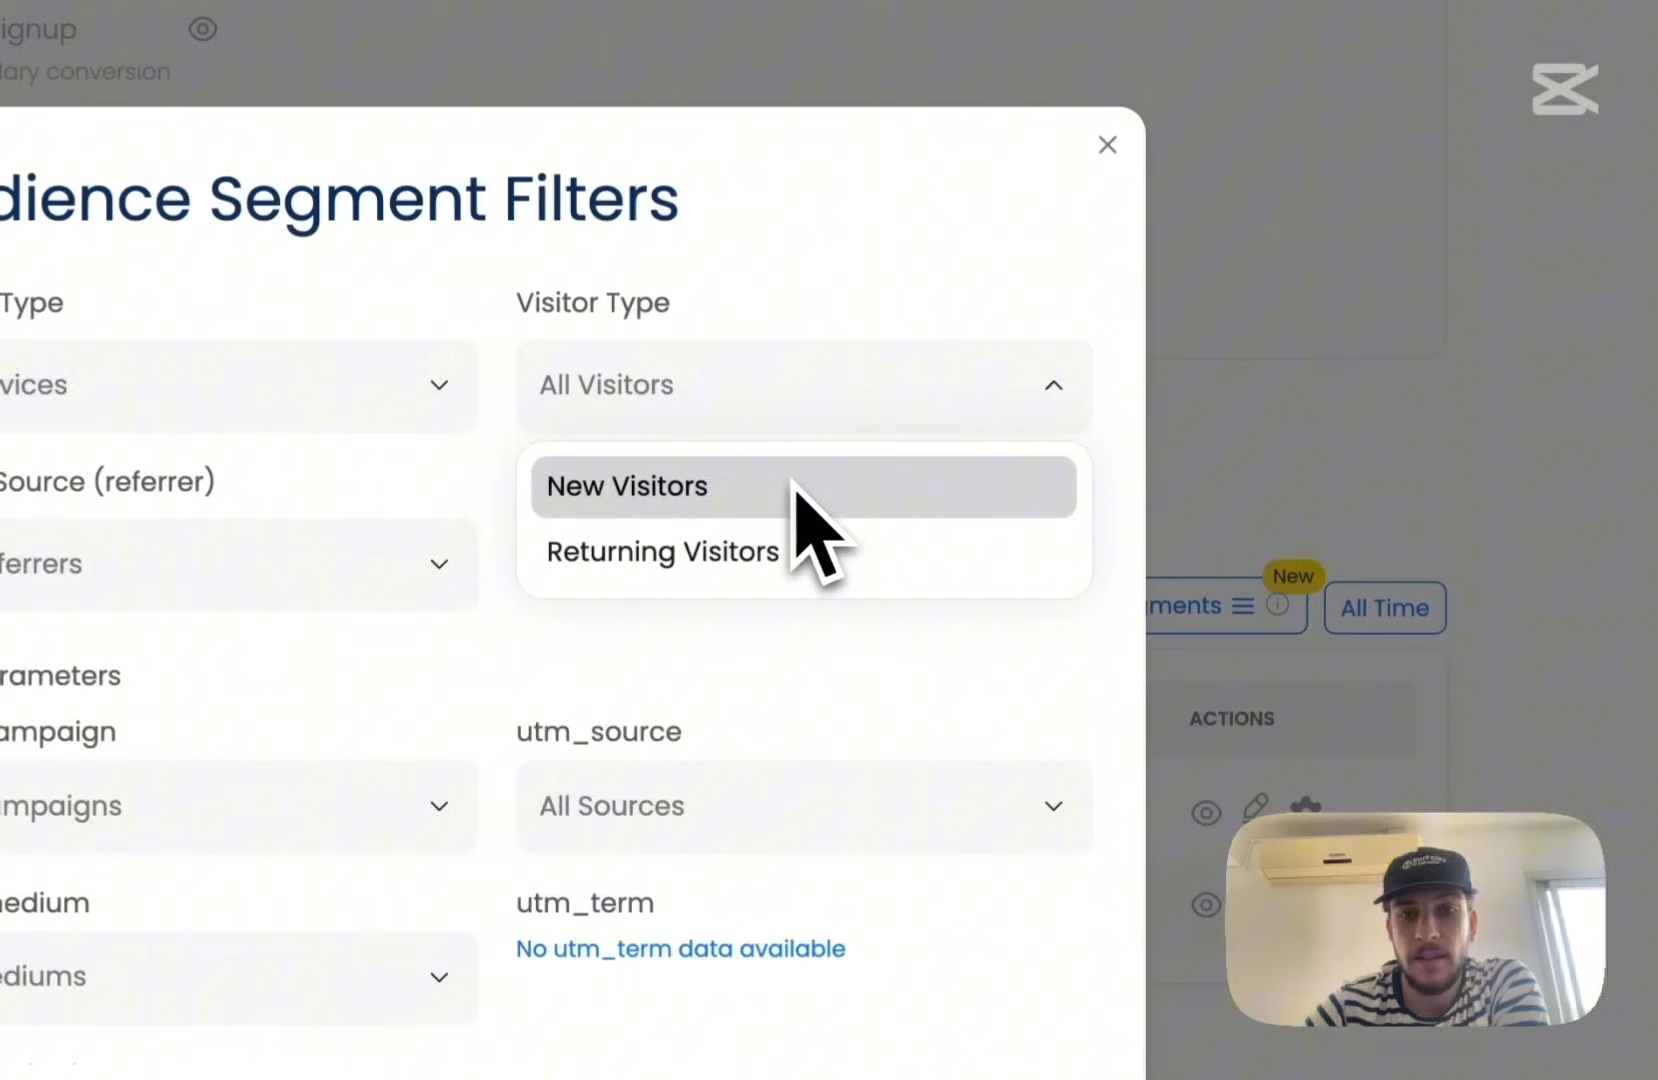 ignup
lary conversion
dience Segment Filters
Type
Visitor Type
vices
All Visitors
Source (referrer)
New Visitors
ferrers
Returning Visitors
New
ments
All Time
rameters
ampaign
utm_source
ACTIONS
mpaigns
All Sources
edium
utm_term
No utm_term data available
ediums